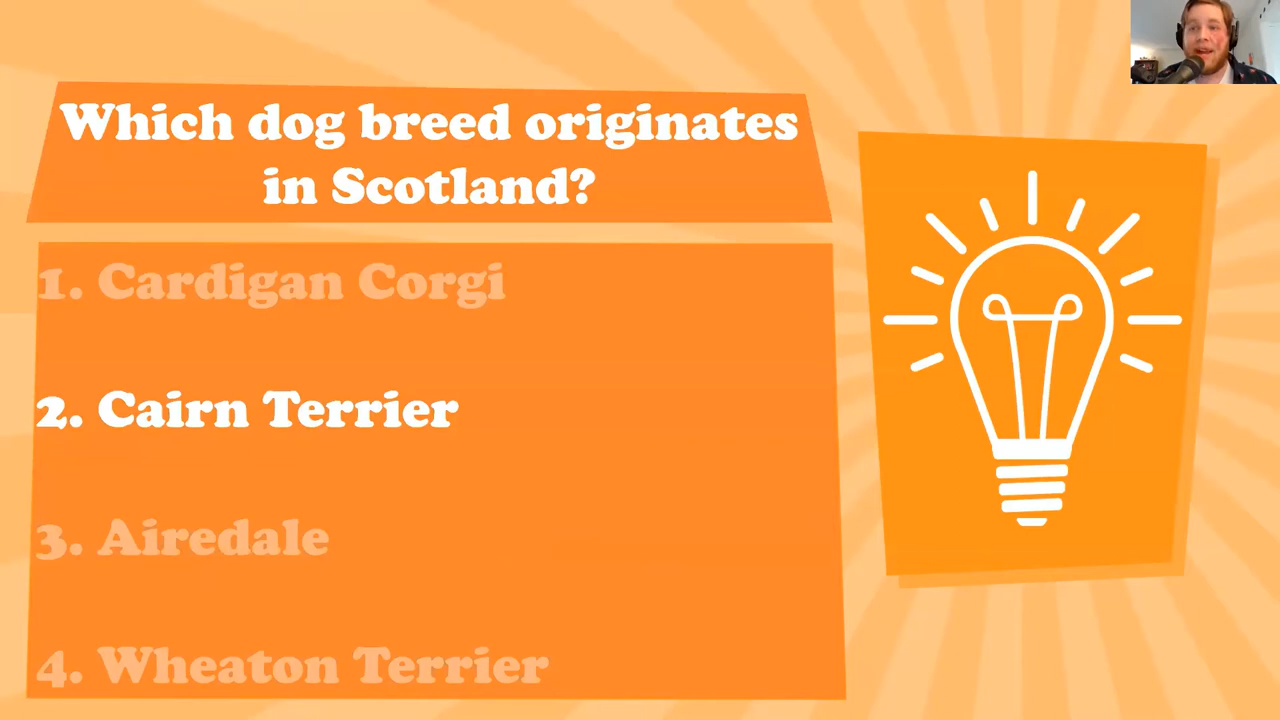 Which dog breed originates
in Scotland?
1. Cardigan Corgi
2. Cairn Terrier
3. Airedale
4. Wheaton Terrier